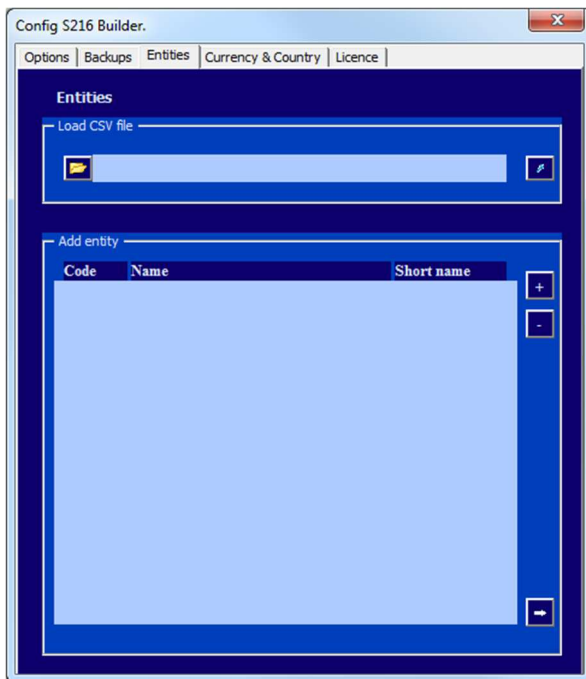 Config S216 Builder.
Options Backups Entities Currency & Country Licence
Entities
Load CSV file
Add entity
Code Name Short name
+
-